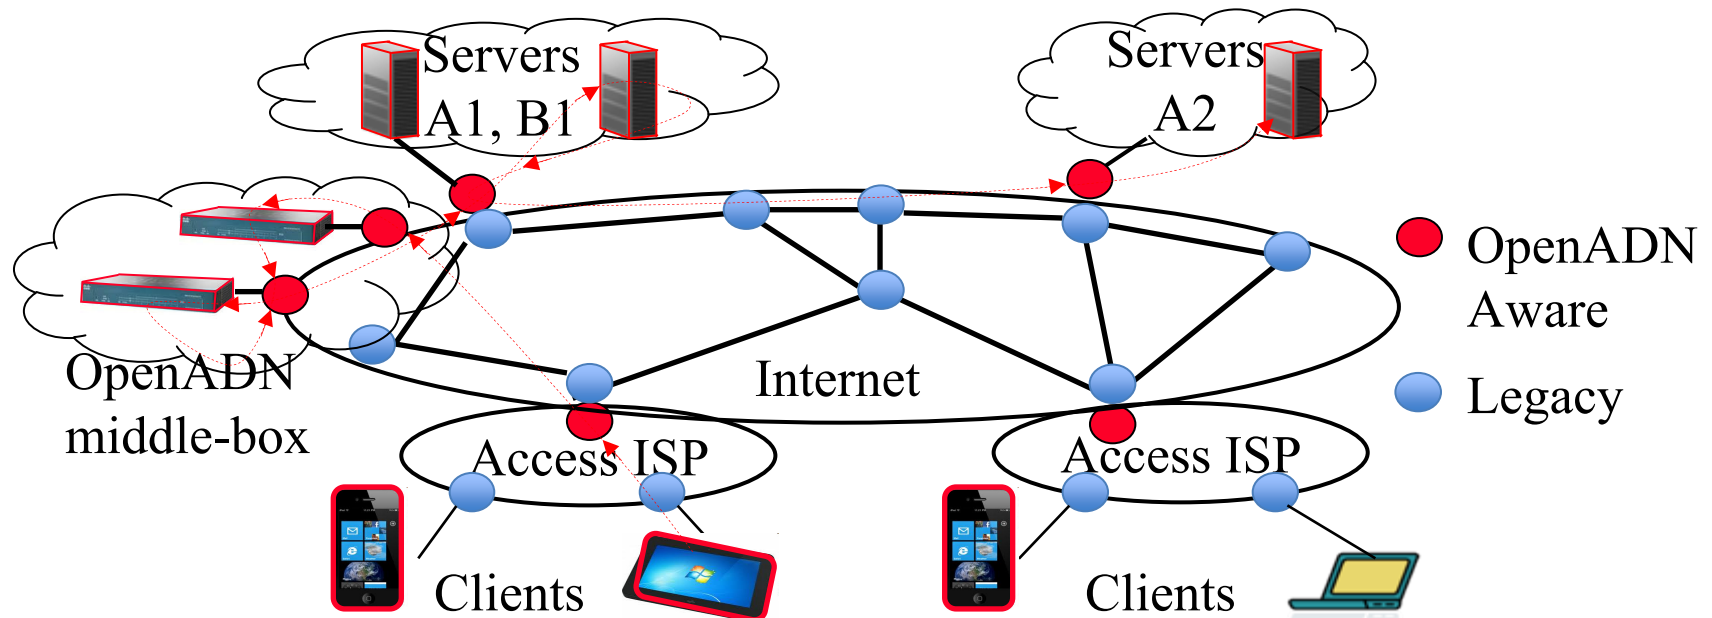 Servers
A1, B1
Servers
A2
OpenADN
Aware
Legacy
OpenADN
middle-box
Internet
Access ISP
Access ISP
Clients
Clients